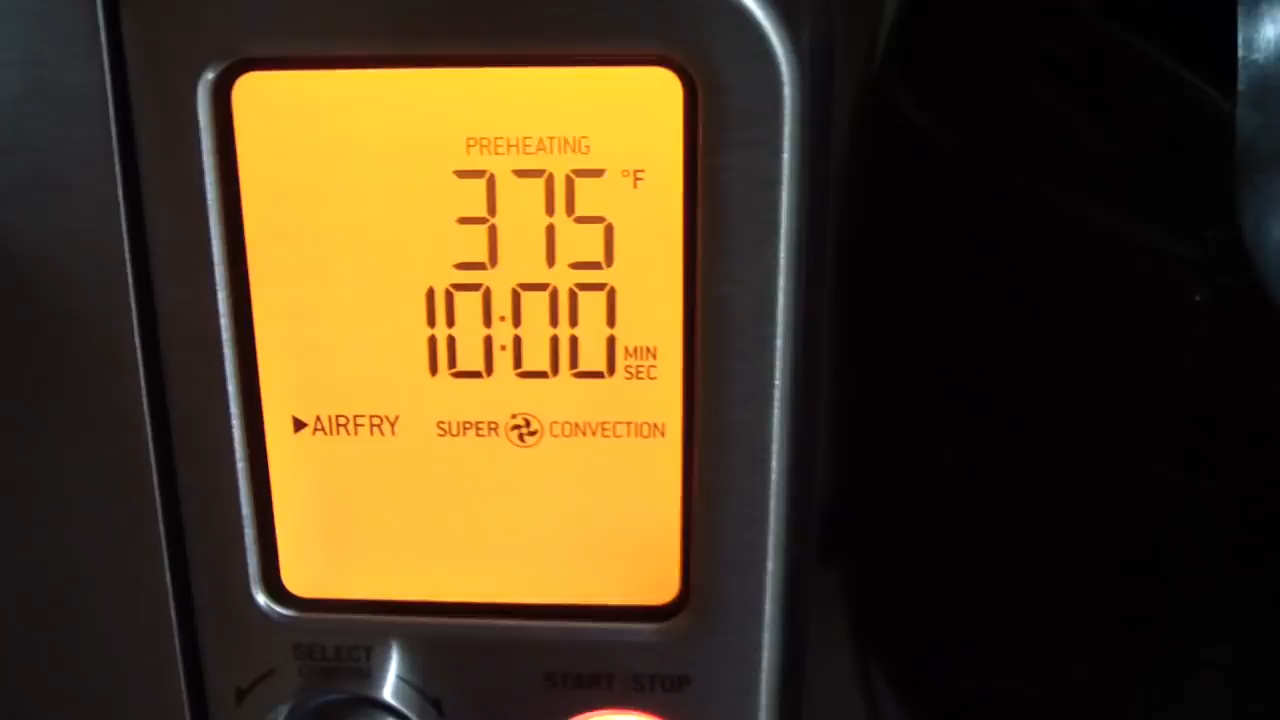 PREHEATING
375 °F
10:00 MIN SEC
▶AIRFRY SUPER CONVECTION
SELECT
START STOP